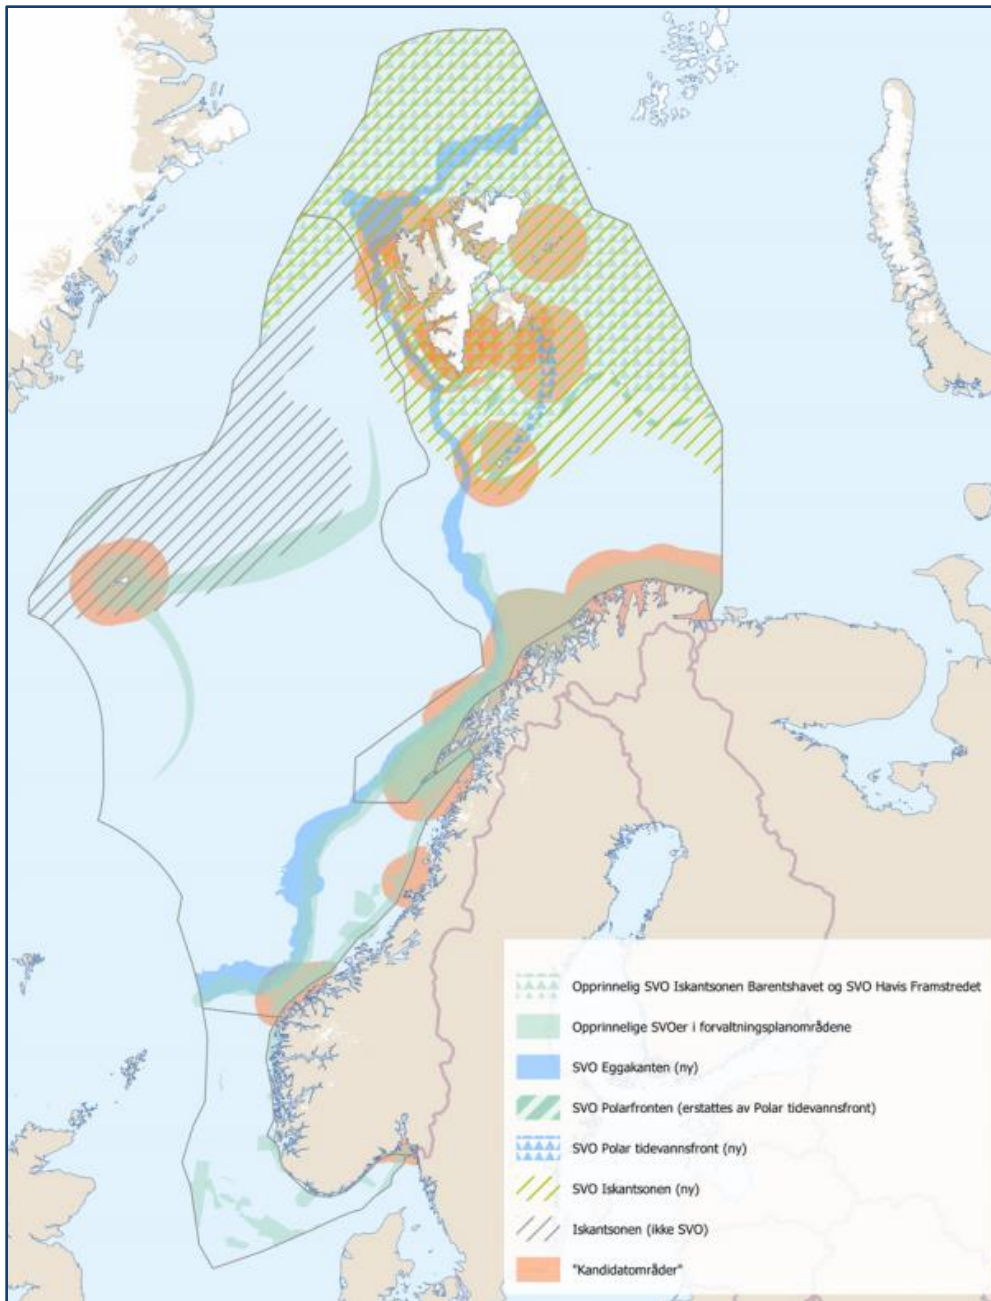 Opprinnelig SVO Iskantsonen Barentshavet og SVO Havis Framstredet
Opprinnelige SVOer i forvaltningsplanområdene
SVO Eggakanten (ny)
SVO Polarfronten (erstattes av Polar tidevannsfront)
SVO Polar tidevannsfront (ny)
SVO Iskantsonen (ny)
Iskantsonen (ikke SVO)
"Kandidatområder"